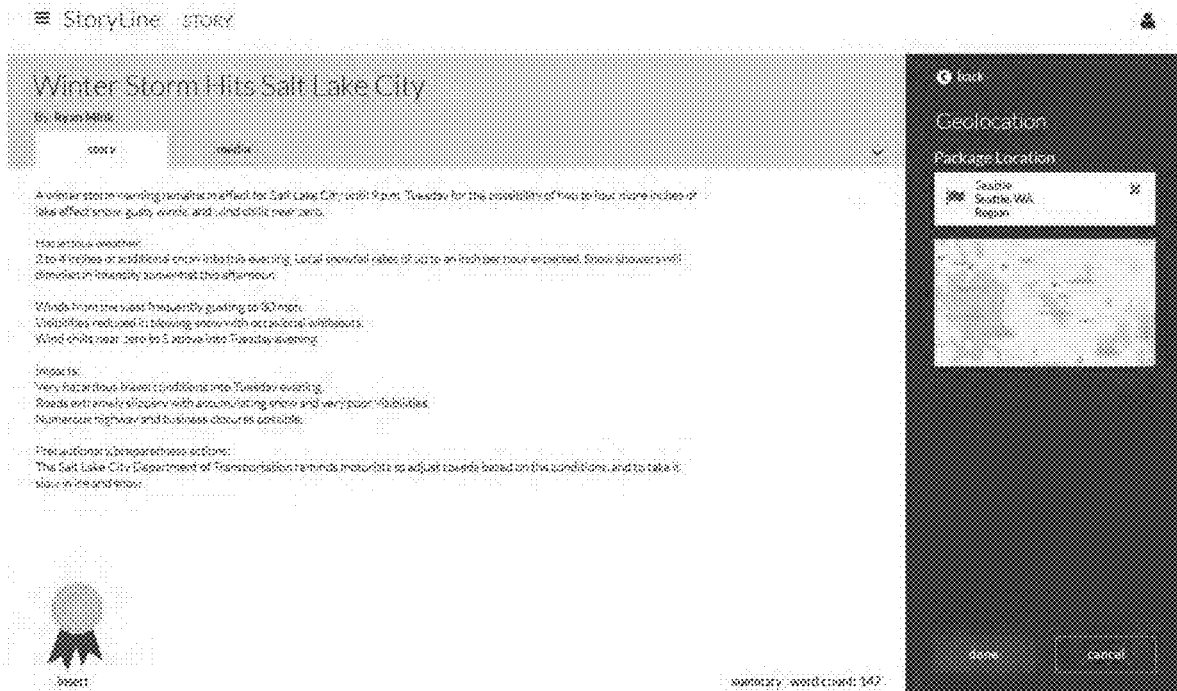 StoryLine STORY
Winter Storm Hits Salt Lake City
By Ryan Mink
story media
A winter storm warning remains in effect for Salt Lake City until 9 p.m. Tuesday for the possibility of two to four more inches of
lake effect snow, gusty winds, and wind chills near zero.
Hazardous weather:
2 to 4 inches of additional snow into this evening. Local snowfall rates of up to an inch per hour expected. Snow showers will
diminish in intensity somewhat this afternoon.
Winds from the west frequently gusting to mph.
Visibilities reduced in blowing snow with occasional whiteouts.
Wind chills near zero to 5 above into Tuesday evening.
Impacts:
Very hazardous travel conditions into Tuesday evening.
Roads extremely slippery with accumulating snow and very poor visibilities.
Numerous highway and business closures possible.
Precautionary/preparedness actions:
The Salt Lake City Department of Transportation reminds motorists to adjust speeds based on the conditions, and to take it
slow in ice and snow.
insert
summary word count: 147
back
Geolocation
Package Location
Seattle
Seattle, WA
Region
done cancel